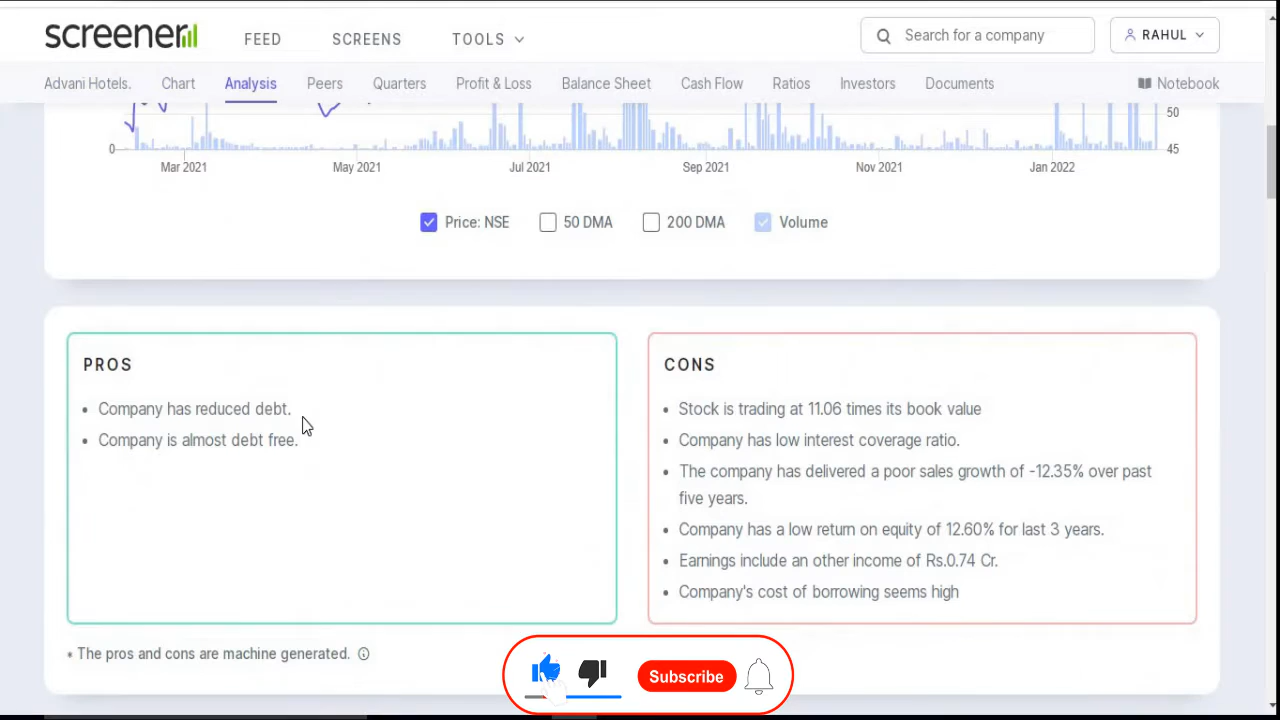 screener
FEED
SCREENS
TOOLS
Search for a company
RAHUL
Advani Hotels.
Chart
Analysis
Peers
Quarters
Profit & Loss
Balance Sheet
Cash Flow
Ratios
Investors
Documents
Notebook
50
0
45
Mar 2021
May 2021
Jul 2021
Sep 2021
Nov 2021
Jan 2022
Price: NSE
50 DMA
200 DMA
Volume
PROS
• Company has reduced debt.
• Company is almost debt free.
CONS
• Stock is trading at 11.06 times its book value
• Company has low interest coverage ratio.
• The company has delivered a poor sales growth of -12.35% over past
five years.
• Company has a low return on equity of 12.60% for last 3 years.
• Earnings include an other income of Rs.0.74 Cr.
• Company's cost of borrowing seems high
* The pros and cons are machine generated.
Subscribe